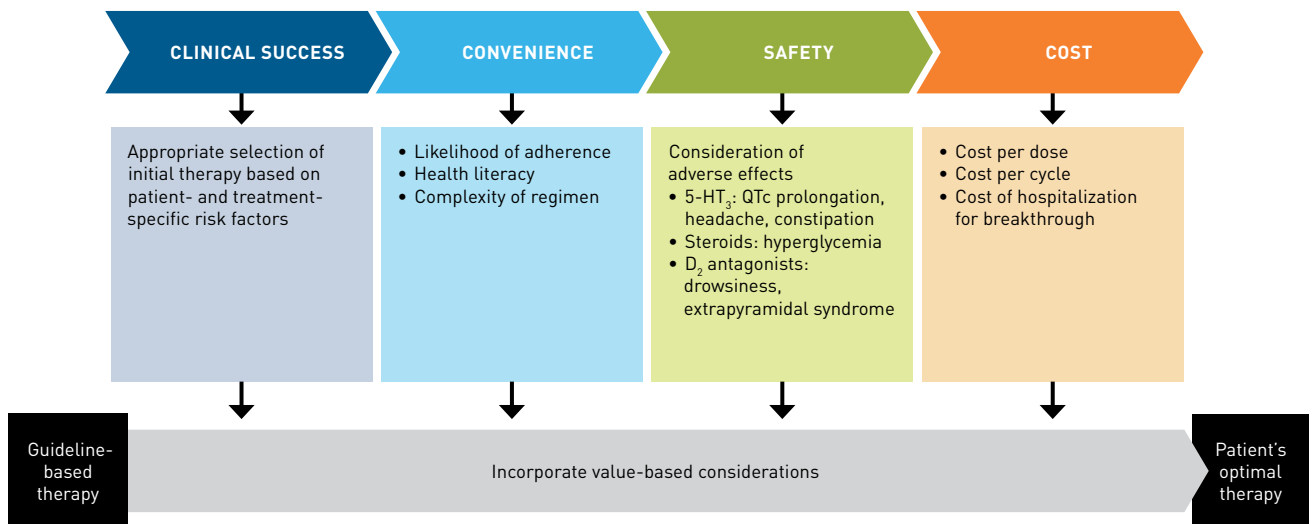 CLINICAL SUCCESS
CONVENIENCE
SAFETY
COST
Appropriate selection of
initial therapy based on
patient- and treatment-
specific risk factors
• Likelihood of adherence
• Health literacy
• Complexity of regimen
Consideration of
adverse effects
• 5-HT₃: QTc prolongation,
headache, constipation
• Steroids: hyperglycemia
• D₂ antagonists:
drowsiness,
extrapyramidal syndrome
• Cost per dose
• Cost per cycle
• Cost of hospitalization
for breakthrough
Guideline-
based
therapy
Incorporate value-based considerations
Patient's
optimal
therapy